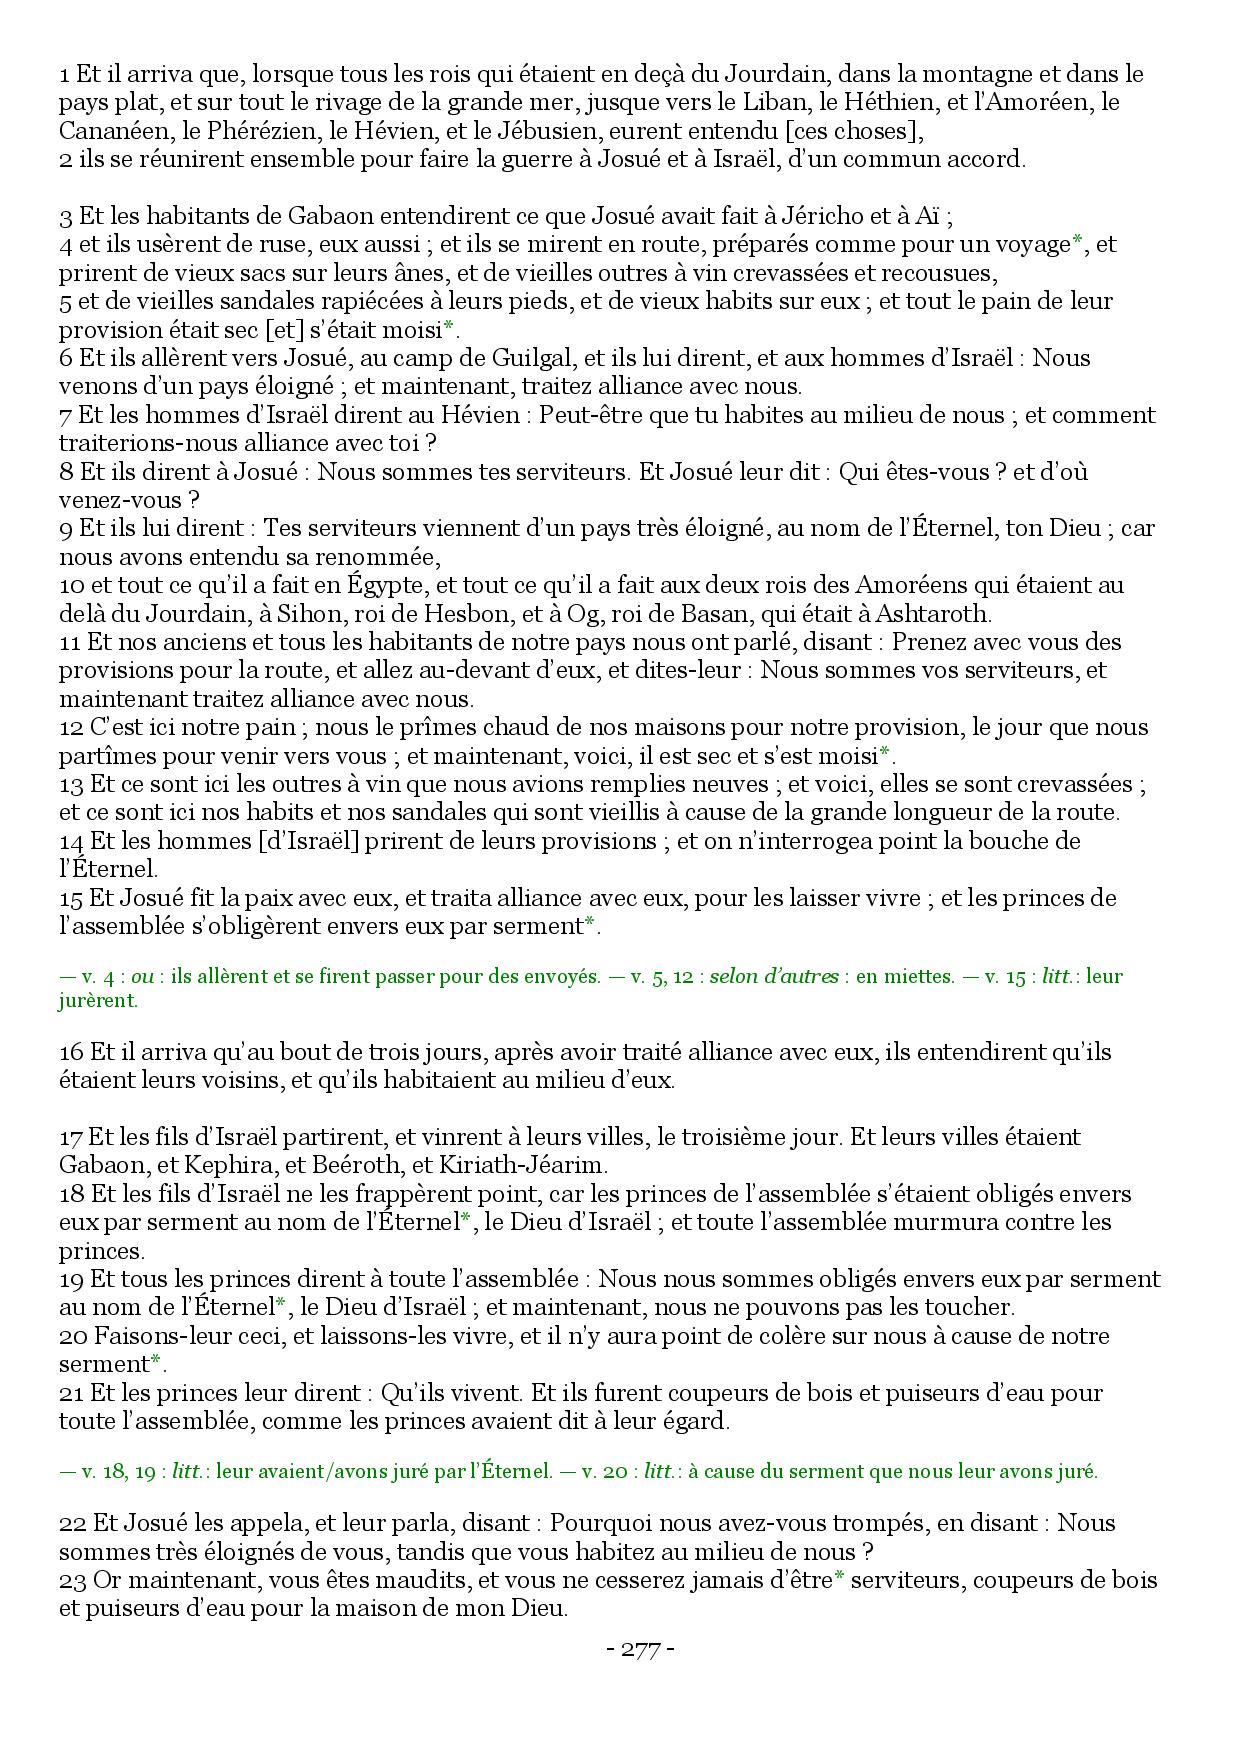 1 Et il arriva que, lorsque tous les rois qui étaient en deçà du Jourdain, dans la montagne et dans le
pays plat, et sur tout le rivage de la grande mer, jusque vers le Liban, le Héthien, et l’Amoréen, le
Cananéen, le Phérézien, le Hévien, et le Jébusien, eurent entendu [ces choses],
2 ils se réunirent ensemble pour faire la guerre à Josué et à Israël, d’un commun accord.
3 Et les habitants de Gabaon entendirent ce que Josué avait fait à Jéricho et à Aï ;
4 et ils usèrent de ruse, eux aussi ; et ils se mirent en route, préparés comme pour un voyage*, et
prirent de vieux sacs sur leurs ânes, et de vieilles outres à vin crevassées et recousues,
5 et de vieilles sandales rapiécées à leurs pieds, et de vieux habits sur eux ; et tout le pain de leur
provision était sec [et] s’était moisi*.
6 Et ils allèrent vers Josué, au camp de Guilgal, et ils lui dirent, et aux hommes d’Israël : Nous
venons d’un pays éloigné ; et maintenant, traitez alliance avec nous.
7 Et les hommes d’Israël dirent au Hévien : Peut-être que tu habites au milieu de nous ; et comment
traiterions-nous alliance avec toi ?
8 Et ils dirent à Josué : Nous sommes tes serviteurs. Et Josué leur dit : Qui êtes-vous ? et d’où
venez-vous ?
9 Et ils lui dirent : Tes serviteurs viennent d’un pays très éloigné, au nom de l’Éternel, ton Dieu ; car
nous avons entendu sa renommée,
10 et tout ce qu’il a fait en Égypte, et tout ce qu’il a fait aux deux rois des Amoréens qui étaient au
delà du Jourdain, à Sihon, roi de Hesbon, et à Og, roi de Basan, qui était à Ashtaroth.
11 Et nos anciens et tous les habitants de notre pays nous ont parlé, disant : Prenez avec vous des
provisions pour la route, et allez au-devant d’eux, et dites-leur : Nous sommes vos serviteurs, et
maintenant traitez alliance avec nous.
12 C’est ici notre pain ; nous le prîmes chaud de nos maisons pour notre provision, le jour que nous
partîmes pour venir vers vous ; et maintenant, voici, il est sec et s’est moisi*.
13 Et ce sont ici les outres à vin que nous avions remplies neuves ; et voici, elles se sont crevassées ;
et ce sont ici nos habits et nos sandales qui sont vieillis à cause de la grande longueur de la route.
14 Et les hommes [d’Israël] prirent de leurs provisions ; et on n’interrogea point la bouche de
l’Éternel.
15 Et Josué fit la paix avec eux, et traita alliance avec eux, pour les laisser vivre ; et les princes de
l’assemblée s’obligèrent envers eux par serment*.
— v. 4 : ou : ils allèrent et se firent passer pour des envoyés. — v. 5, 12 : selon d’autres : en miettes. — v. 15 : litt.: leur
jurèrent.
16 Et il arriva qu’au bout de trois jours, après avoir traité alliance avec eux, ils entendirent qu’ils
étaient leurs voisins, et qu’ils habitaient au milieu d’eux.
17 Et les fils d’Israël partirent, et vinrent à leurs villes, le troisième jour. Et leurs villes étaient
Gabaon, et Kephira, et Beéroth, et Kiriath-Jéarim.
18 Et les fils d’Israël ne les frappèrent point, car les princes de l’assemblée s’étaient obligés envers
eux par serment au nom de l’Éternel*, le Dieu d’Israël ; et toute l’assemblée murmura contre les
princes.
19 Et tous les princes dirent à toute l’assemblée : Nous nous sommes obligés envers eux par serment
au nom de l’Éternel*, le Dieu d’Israël ; et maintenant, nous ne pouvons pas les toucher.
20 Faisons-leur ceci, et laissons-les vivre, et il n’y aura point de colère sur nous à cause de notre
serment*.
21 Et les princes leur dirent : Qu’ils vivent. Et ils furent coupeurs de bois et puiseurs d’eau pour
toute l’assemblée, comme les princes avaient dit à leur égard.
— v. 18, 19 : litt.: leur avaient/avons juré par l’Éternel. — v. 20 : litt.: à cause du serment que nous leur avons juré.
22 Et Josué les appela, et leur parla, disant : Pourquoi nous avez-vous trompés, en disant : Nous
sommes très éloignés de vous, tandis que vous habitez au milieu de nous ?
23 Or maintenant, vous êtes maudits, et vous ne cesserez jamais d’être* serviteurs, coupeurs de bois
et puiseurs d’eau pour la maison de mon Dieu.
- 277 -